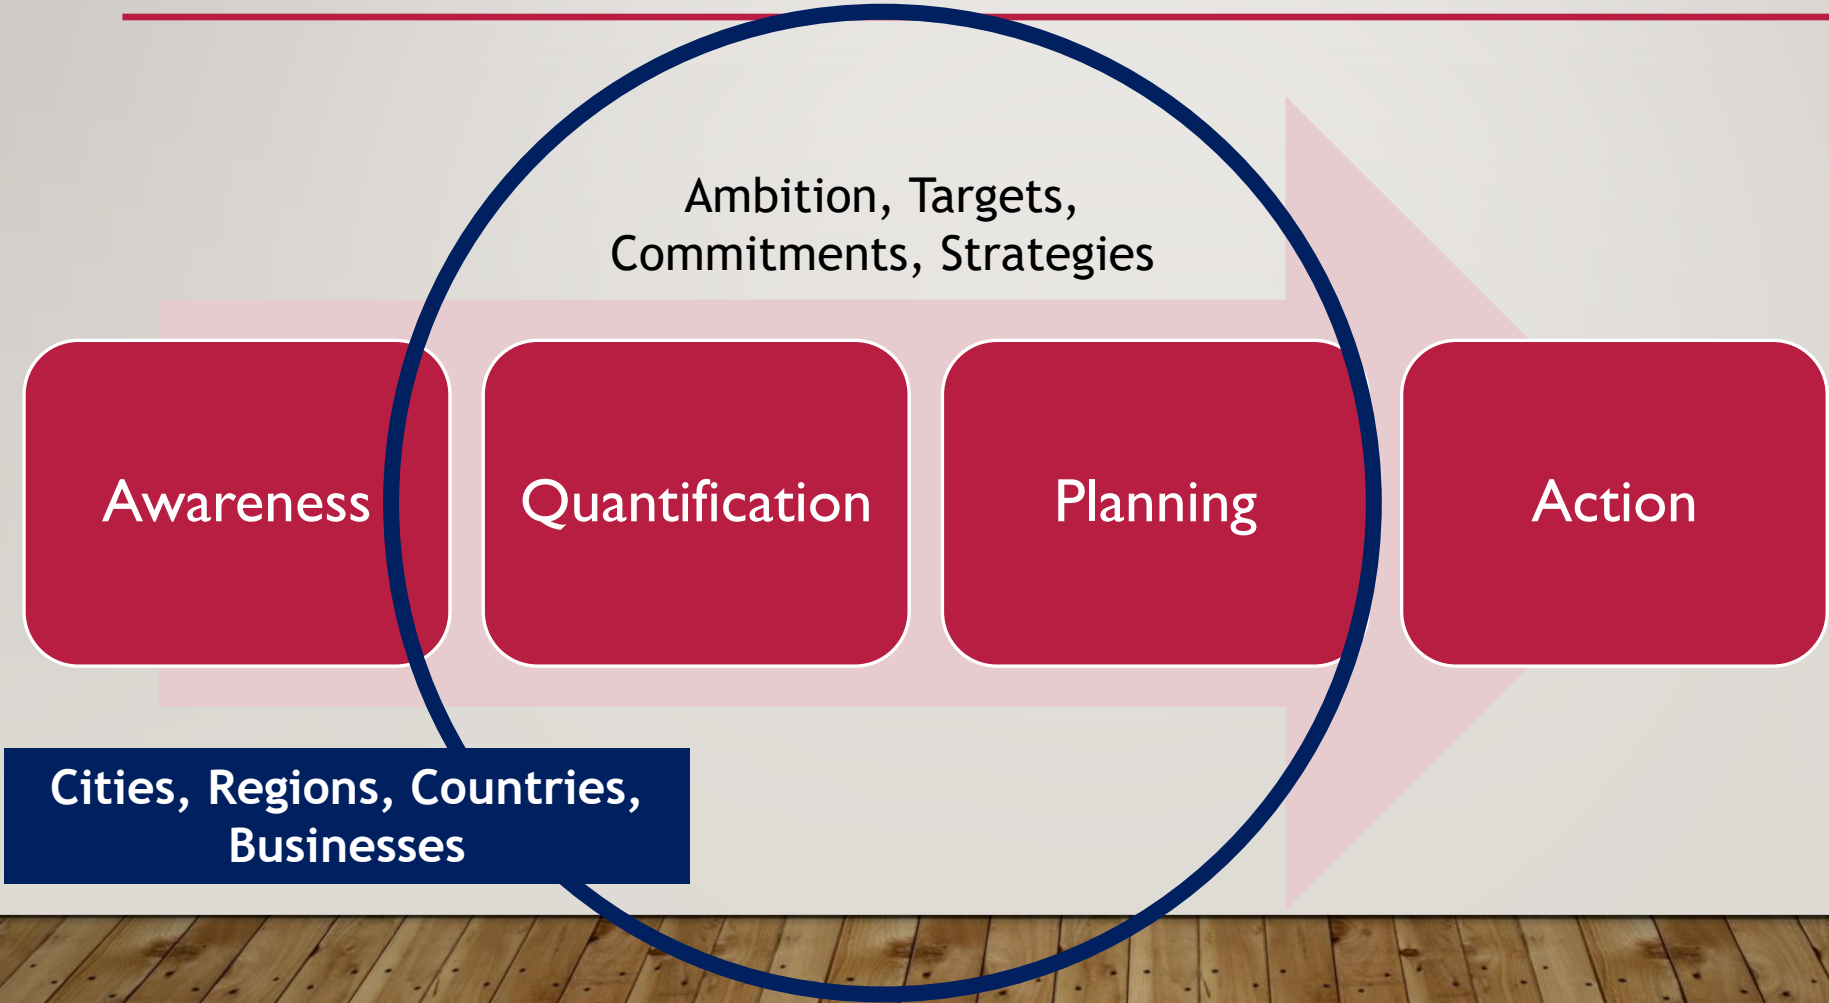 Ambition, Targets,
Commitments, Strategies
Awareness
Quantification
Planning
Action
Cities, Regions, Countries,
Businesses